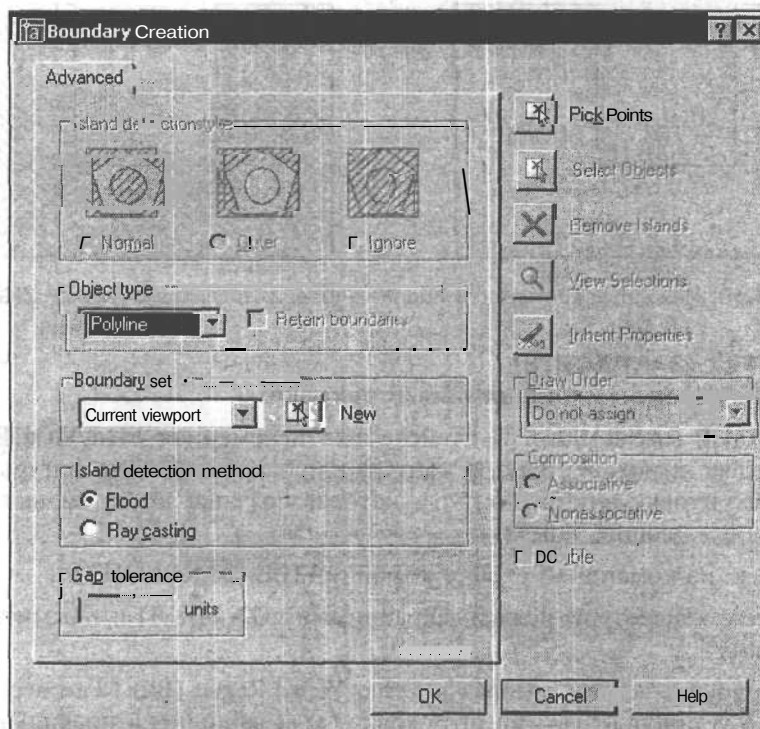 Boundary Creation
Advanced
Pick Points
Select Objects
Normal
Ignore
Remove Islands
Object type
View Selections
Polyline
Retain boundaries
Inherit Properties
Boundary set
Draw Order
Current viewport
New
Do not assign
Island detection method
Composition
Flood
Associative
Ray casting
Nonassociative
Gap tolerance
DC
units
OK
Cancel
Help